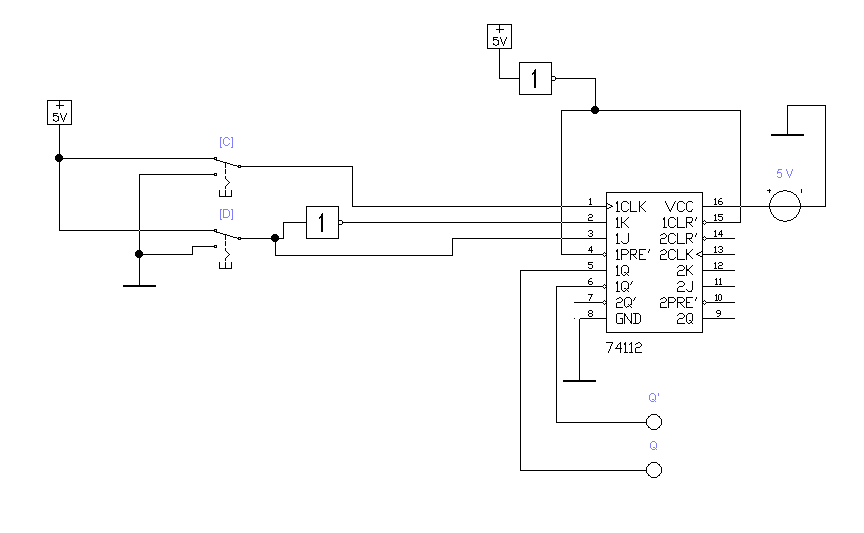 +
5V
1
+
5V
[C]
5 V
+ '
[D]
1
1 1CLK VCC 16
2 1K 1CLR' 15
3 1J 2CLR' 14
4 1PRE' 2CLK 13
5 1Q 2K 12
6 1Q' 2J 11
7 2Q' 2PRE' 10
8 GND 2Q 9
74112
Q'
Q